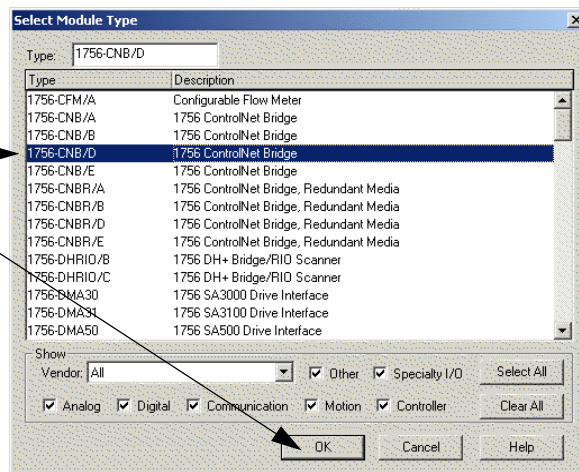 Select Module Type
Type: 1756-CNB/D
Type Description
1756-CFM/A Configurable Flow Meter
1756-CNB/A 1756 ControlNet Bridge
1756-CNB/B 1756 ControlNet Bridge
1756-CNB/D 1756 ControlNet Bridge
1756-CNB/E 1756 ControlNet Bridge
1756-CNBR/A 1756 ControlNet Bridge, Redundant Media
1756-CNBR/B 1756 ControlNet Bridge, Redundant Media
1756-CNBR/D 1756 ControlNet Bridge, Redundant Media
1756-CNBR/E 1756 ControlNet Bridge, Redundant Media
1756-DHRIO/B 1756 DH+ Bridge/RIO Scanner
1756-DHRIO/C 1756 DH+ Bridge/RIO Scanner
1756-DMA30 1756 SA3000 Drive Interface
1756-DMA31 1756 SA3100 Drive Interface
1756-DMA50 1756 SA500 Drive Interface
Show
Vendor: All Other Specialty I/O Select All
Analog Digital Communication Motion Controller Clear All
OK Cancel Help